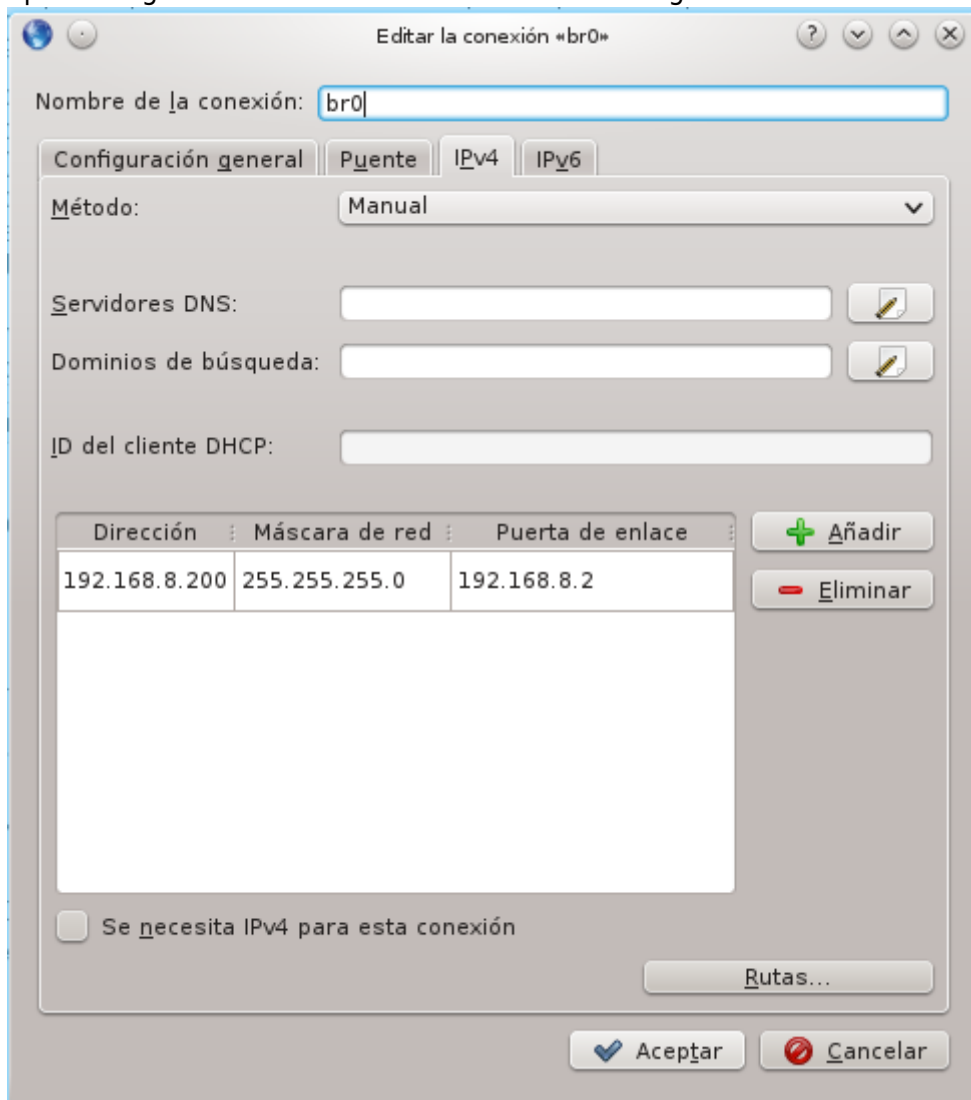 Editar la conexión «br0»
Nombre de la conexión: br0
Configuración general Puente IPv4 IPv6
Método: Manual
Servidores DNS:
Dominios de búsqueda:
ID del cliente DHCP:
Dirección Máscara de red Puerta de enlace Añadir
192.168.8.200 255.255.255.0 192.168.8.2
Eliminar
Se necesita IPv4 para esta conexión
Rutas...
Aceptar Cancelar